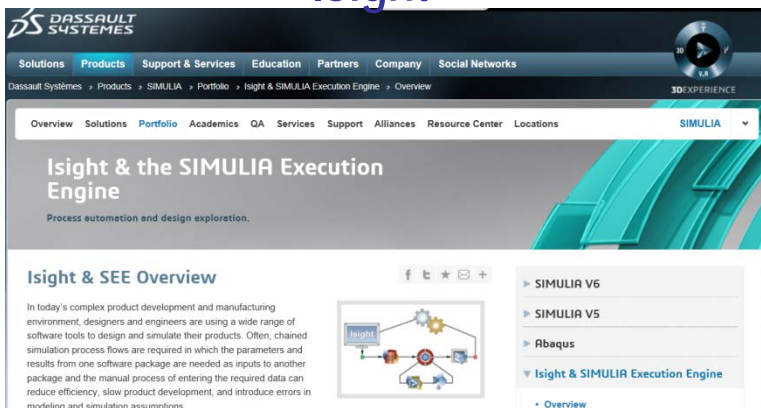 Isight
DASSAULT
SYSTEMES
Solutions Products Support & Services Education Partners Company Social Networks
Dassault Systèmes » Products » SIMULIA » Portfolio » Isight & SIMULIA Execution Engine » Overview
3D
V.R
3DEXPERIENCE
Overview Solutions Portfolio Academics QA Services Support Alliances Resource Center Locations SIMULIA
Isight & the SIMULIA Execution
Engine
Process automation and design exploration.
Isight & SEE Overview
In today's complex product development and manufacturing
environment, designers and engineers are using a wide range of
software tools to design and simulate their products. Often, chained
simulation process flows are required in which the parameters and
results from one software package are needed as inputs to another
package and the manual process of entering the required data can
reduce efficiency, slow product development, and introduce errors in
modeling and simulation assumptions.
Isight
SIMULIA V6
SIMULIA V5
Abaqus
Isight & SIMULIA Execution Engine
• Overview